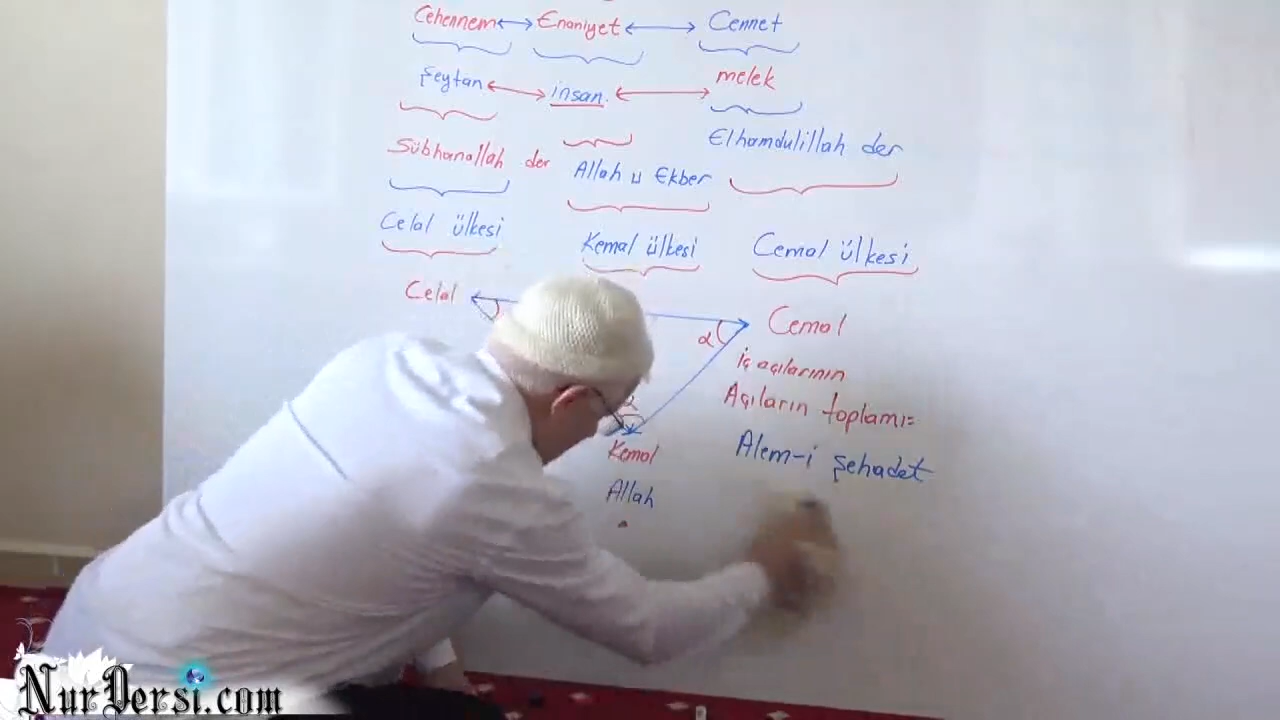 Cehennem ↔ Enaniyet ↔ Cennet
Şeytan ↔ insan. ↔ melek
Sübhanallah der Allah u Ekber Elhamdulillah der
Celal ülkesi Kemal ülkesi Cemal ülkesi
Celal Cemal
α
iç açılarının
Açıların toplamı=
Kemal Alem-i şehadet
Allah
NurDersi.com